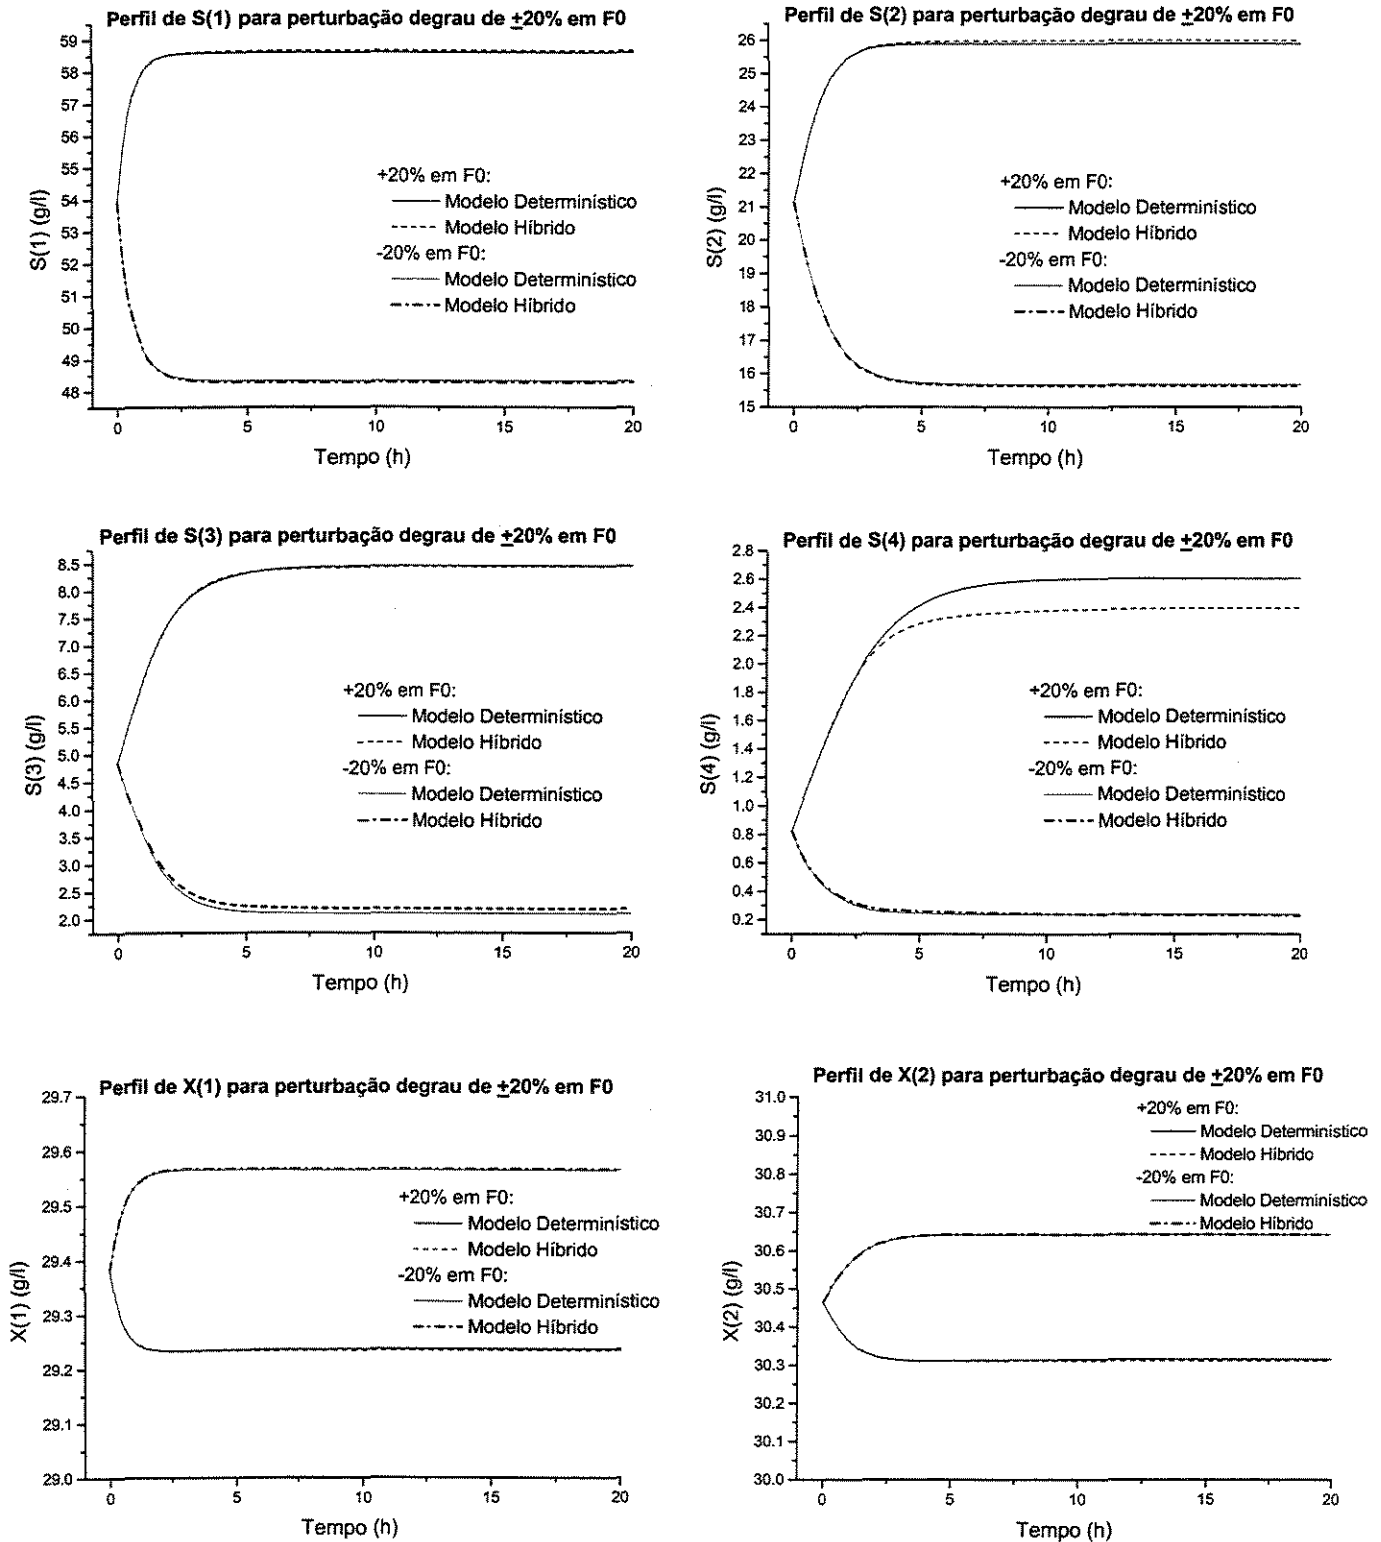 Perfil de S(1) para perturbação degrau de ±20% em F0
59
58
57
56
55
54
53
52
51
50
49
48
S(1) (g/l)
+20% em F0:
Modelo Determinístico
Modelo Híbrido
-20% em F0:
Modelo Determinístico
Modelo Híbrido
0 5 10 15 20
Tempo (h)
Perfil de S(2) para perturbação degrau de ±20% em F0
26
25
24
23
22
21
20
19
18
17
16
15
S(2) (g/l)
+20% em F0:
Modelo Determinístico
Modelo Híbrido
-20% em F0:
Modelo Determinístico
Modelo Híbrido
0 5 10 15 20
Tempo (h)
Perfil de S(3) para perturbação degrau de ±20% em F0
8.5
8.0
7.5
7.0
6.5
6.0
5.5
5.0
4.5
4.0
3.5
3.0
2.5
2.0
S(3) (g/l)
+20% em F0:
Modelo Determinístico
Modelo Híbrido
-20% em F0:
Modelo Determinístico
Modelo Híbrido
0 5 10 15 20
Tempo (h)
Perfil de S(4) para perturbação degrau de ±20% em F0
2.8
2.6
2.4
2.2
2.0
1.8
1.6
1.4
1.2
1.0
0.8
0.6
0.4
0.2
S(4) (g/l)
+20% em F0:
Modelo Determinístico
Modelo Híbrido
-20% em F0:
Modelo Determinístico
Modelo Híbrido
0 5 10 15 20
Tempo (h)
Perfil de X(1) para perturbação degrau de ±20% em F0
29.7
29.6
29.5
29.4
29.3
29.2
29.1
29.0
X(1) (g/l)
+20% em F0:
Modelo Determinístico
Modelo Híbrido
-20% em F0:
Modelo Determinístico
Modelo Híbrido
0 5 10 15 20
Tempo (h)
Perfil de X(2) para perturbação degrau de ±20% em F0
31.0
30.9
30.8
30.7
30.6
30.5
30.4
30.3
30.2
30.1
30.0
X(2) (g/l)
+20% em F0:
Modelo Determinístico
Modelo Híbrido
-20% em F0:
Modelo Determinístico
Modelo Híbrido
0 5 10 15 20
Tempo (h)